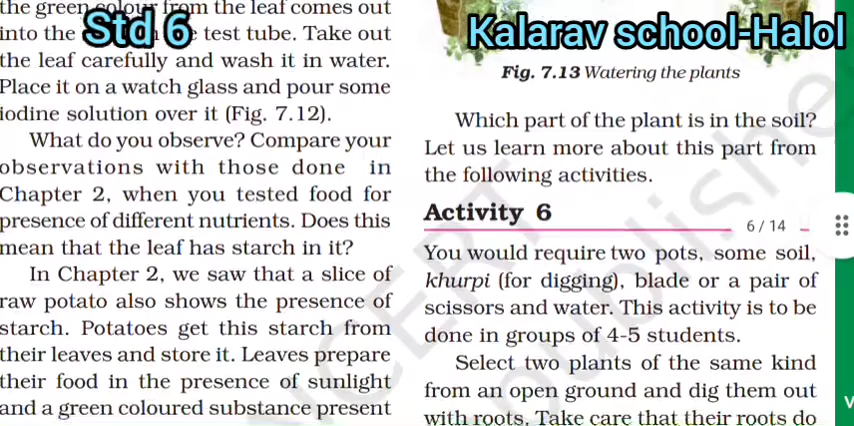 the green colour from the leaf comes out
into the test tube. Take out
the leaf carefully and wash it in water.
Place it on a watch glass and pour some
iodine solution over it (Fig. 7.12).
What do you observe? Compare your
observations with those done in
Chapter 2, when you tested food for
presence of different nutrients. Does this
mean that the leaf has starch in it?
In Chapter 2, we saw that a slice of
raw potato also shows the presence of
starch. Potatoes get this starch from
their leaves and store it. Leaves prepare
their food in the presence of sunlight
and a green coloured substance present
Std 6
Kalarav school-Halol
Fig. 7.13 Watering the plants
Which part of the plant is in the soil?
Let us learn more about this part from
the following activities.
Activity 6
6 / 14
You would require two pots, some soil,
khurpi (for digging), blade or a pair of
scissors and water. This activity is to be
done in groups of 4-5 students.
Select two plants of the same kind
from an open ground and dig them out
with roots. Take care that their roots do